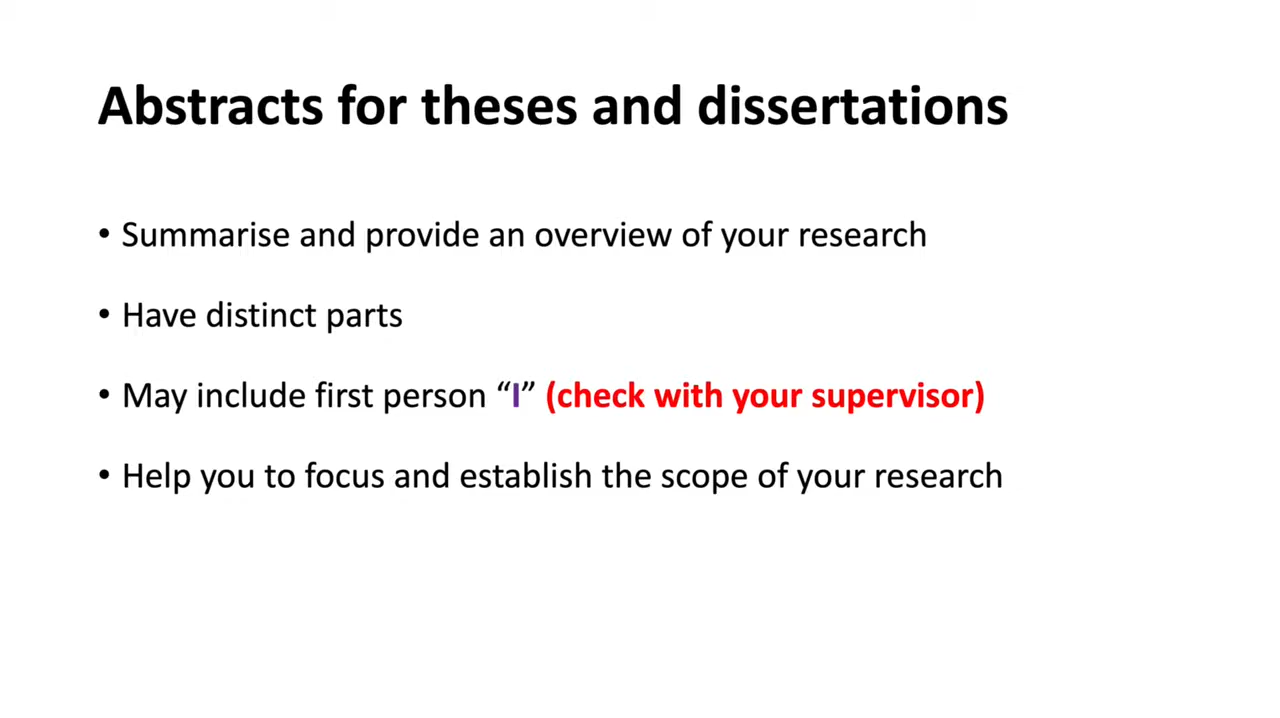 Abstracts for theses and dissertations
• Summarise and provide an overview of your research
• Have distinct parts
• May include first person “I” (check with your supervisor)
• Help you to focus and establish the scope of your research